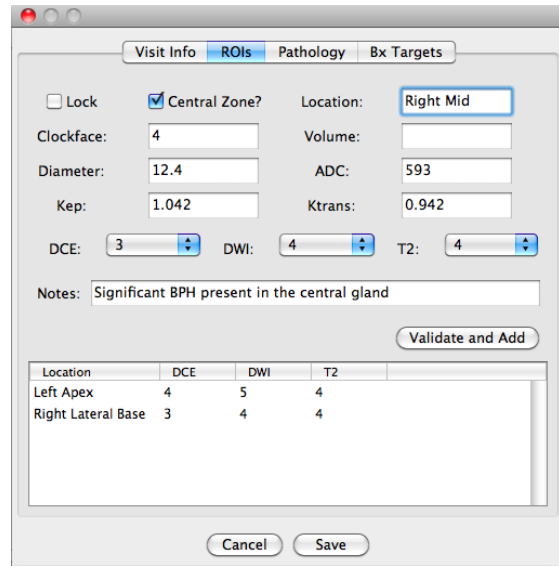 Visit Info ROIs Pathology Bx Targets
Lock Central Zone? Location: Right Mid
Clockface: 4 Volume:
Diameter: 12.4 ADC: 593
Kep: 1.042 Ktrans: 0.942
DCE: 3 DWI: 4 T2: 4
Notes: Significant BPH present in the central gland
Validate and Add
Location DCE DWI T2
Left Apex 4 5 4
Right Lateral Base 3 4 4
Cancel Save